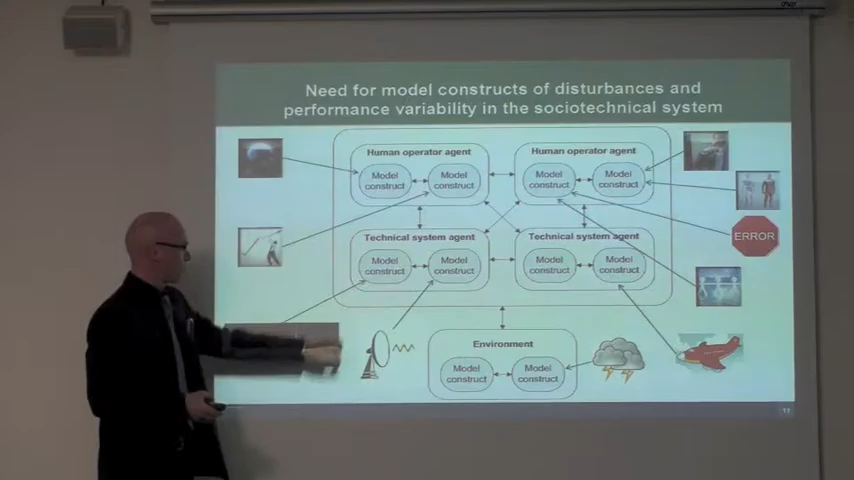 Need for model constructs of disturbances and
performance variability in the sociotechnical system
Human operator agent
Model
construct
Model
construct
Human operator agent
Model
construct
Model
construct
ERROR
Technical system agent
Model
construct
Model
construct
Technical system agent
Model
construct
Model
construct
Environment
Model
construct
Model
construct